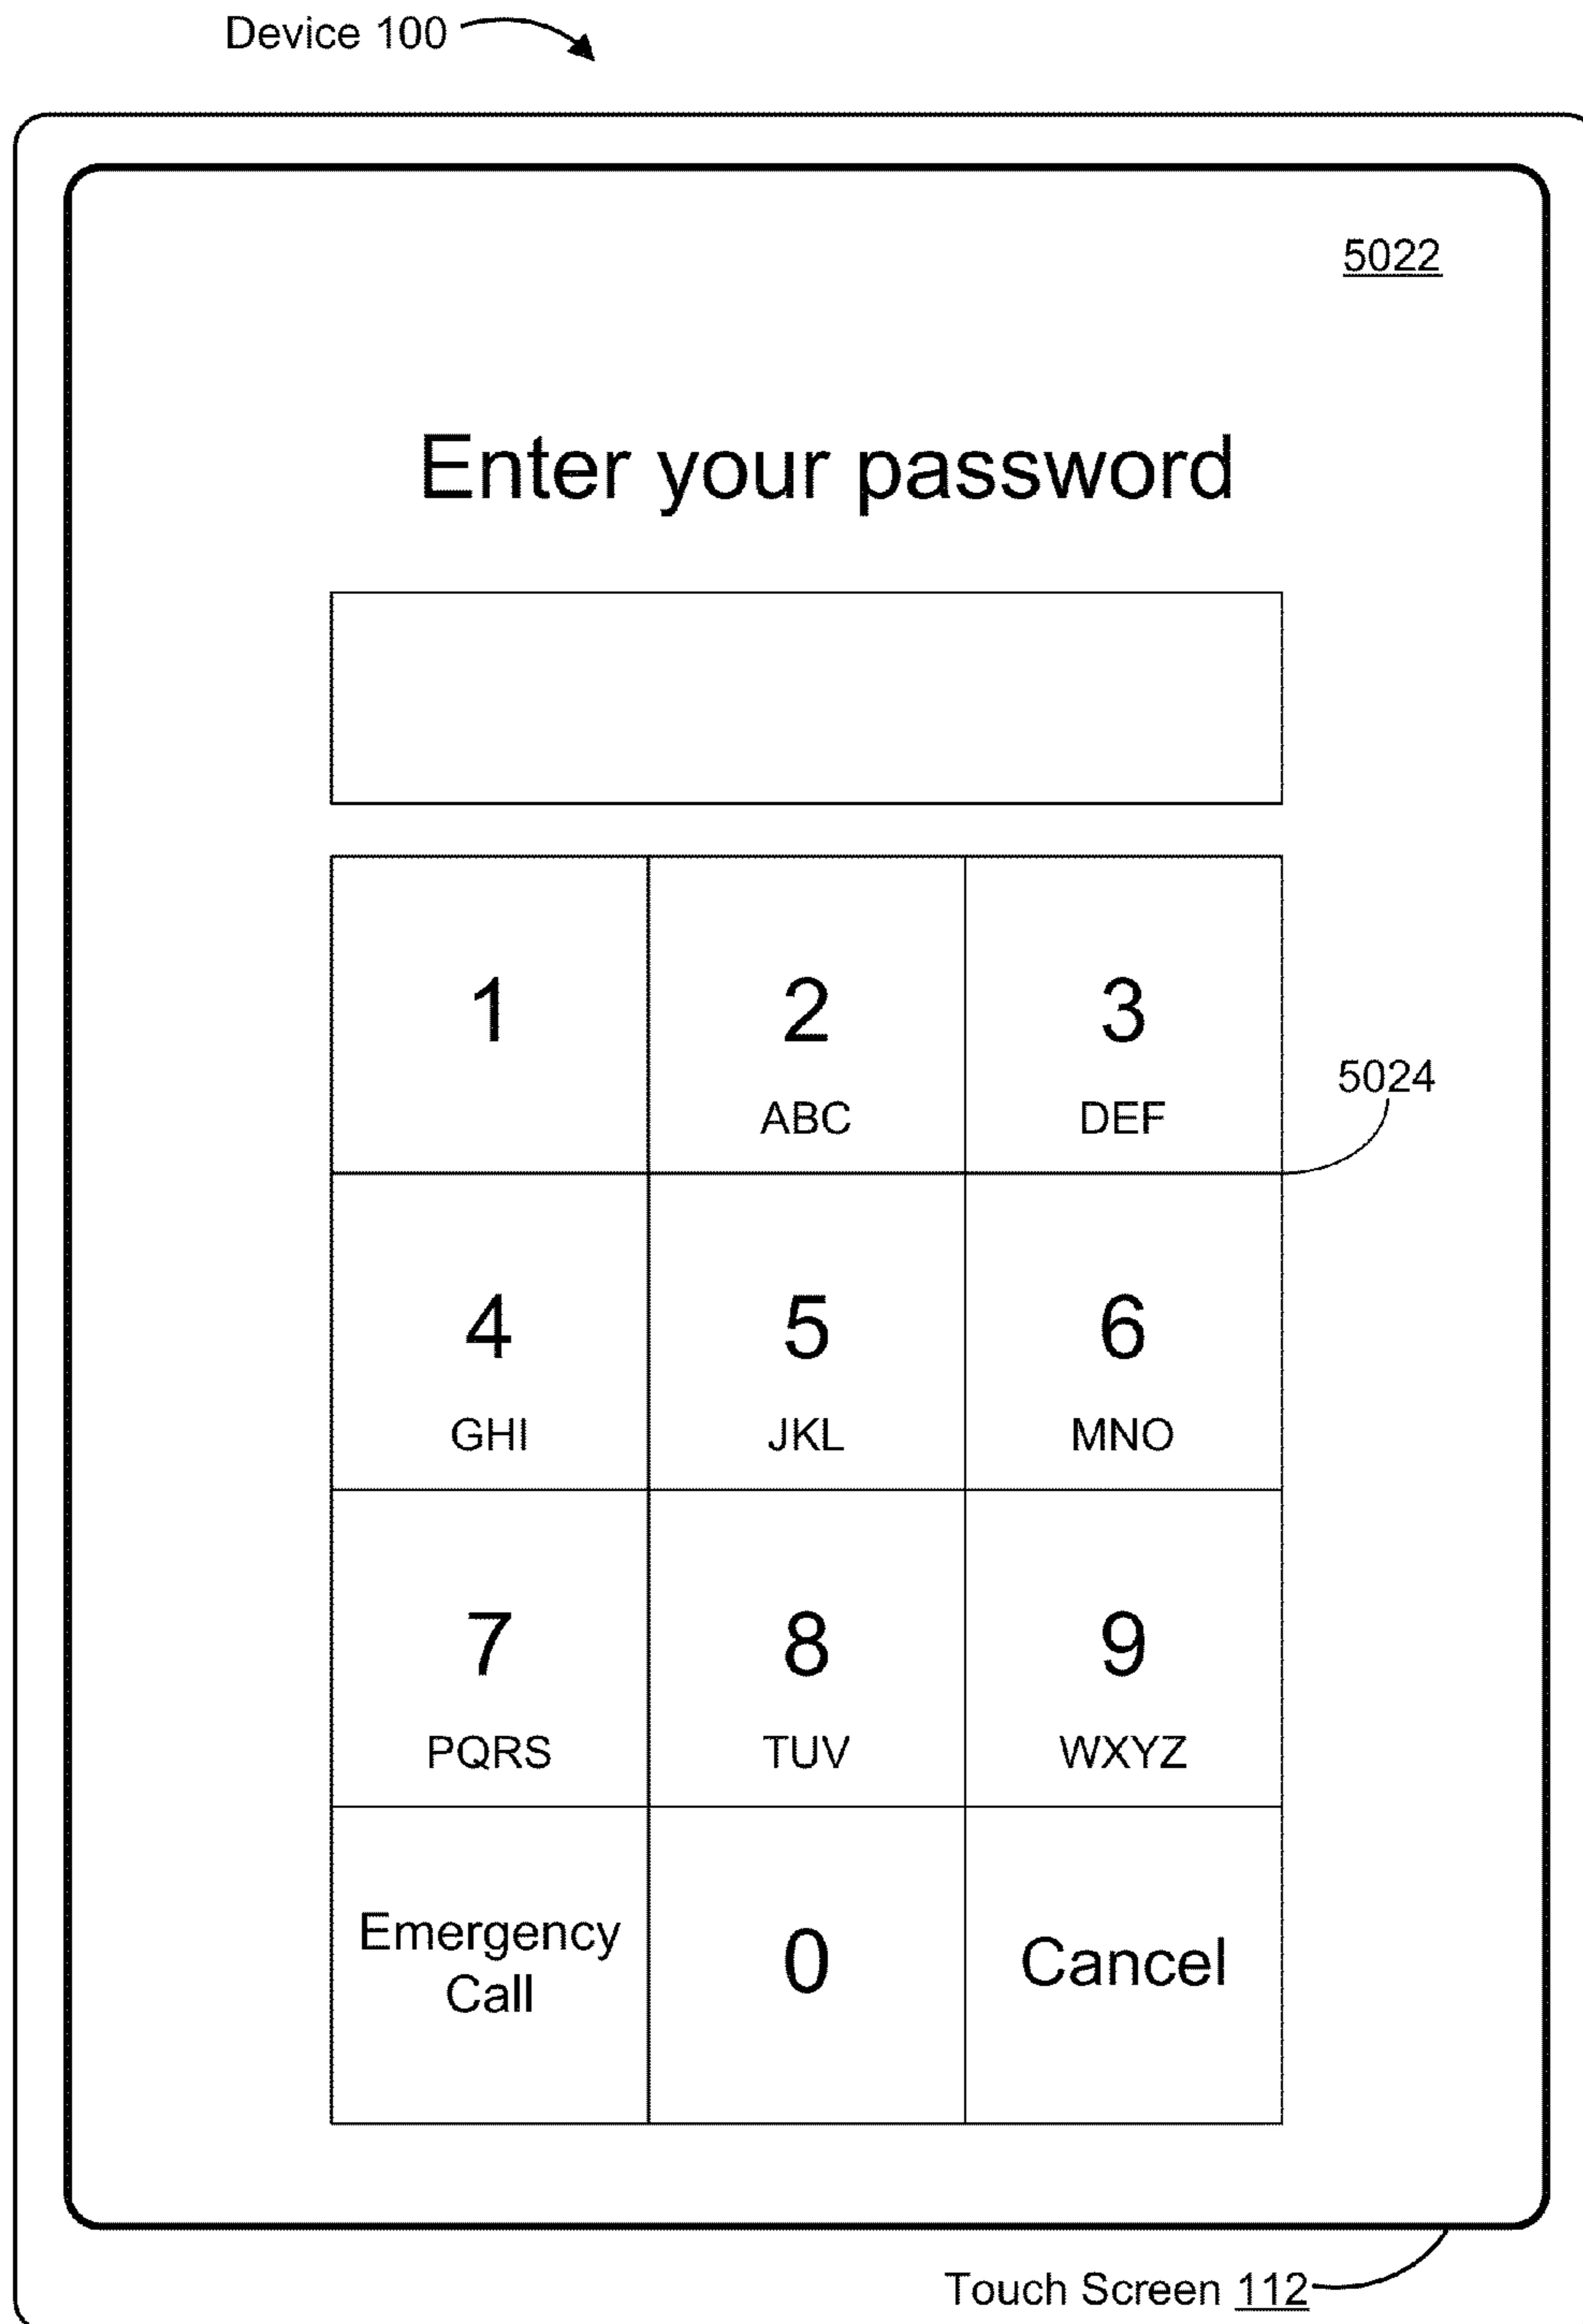 Device 100
5022
Enter your password
1 2 3
ABC DEF
5024
4 5 6
GHI JKL MNO
7 8 9
PQRS TUV WXYZ
Emergency
Call
0
Cancel
Touch Screen 112